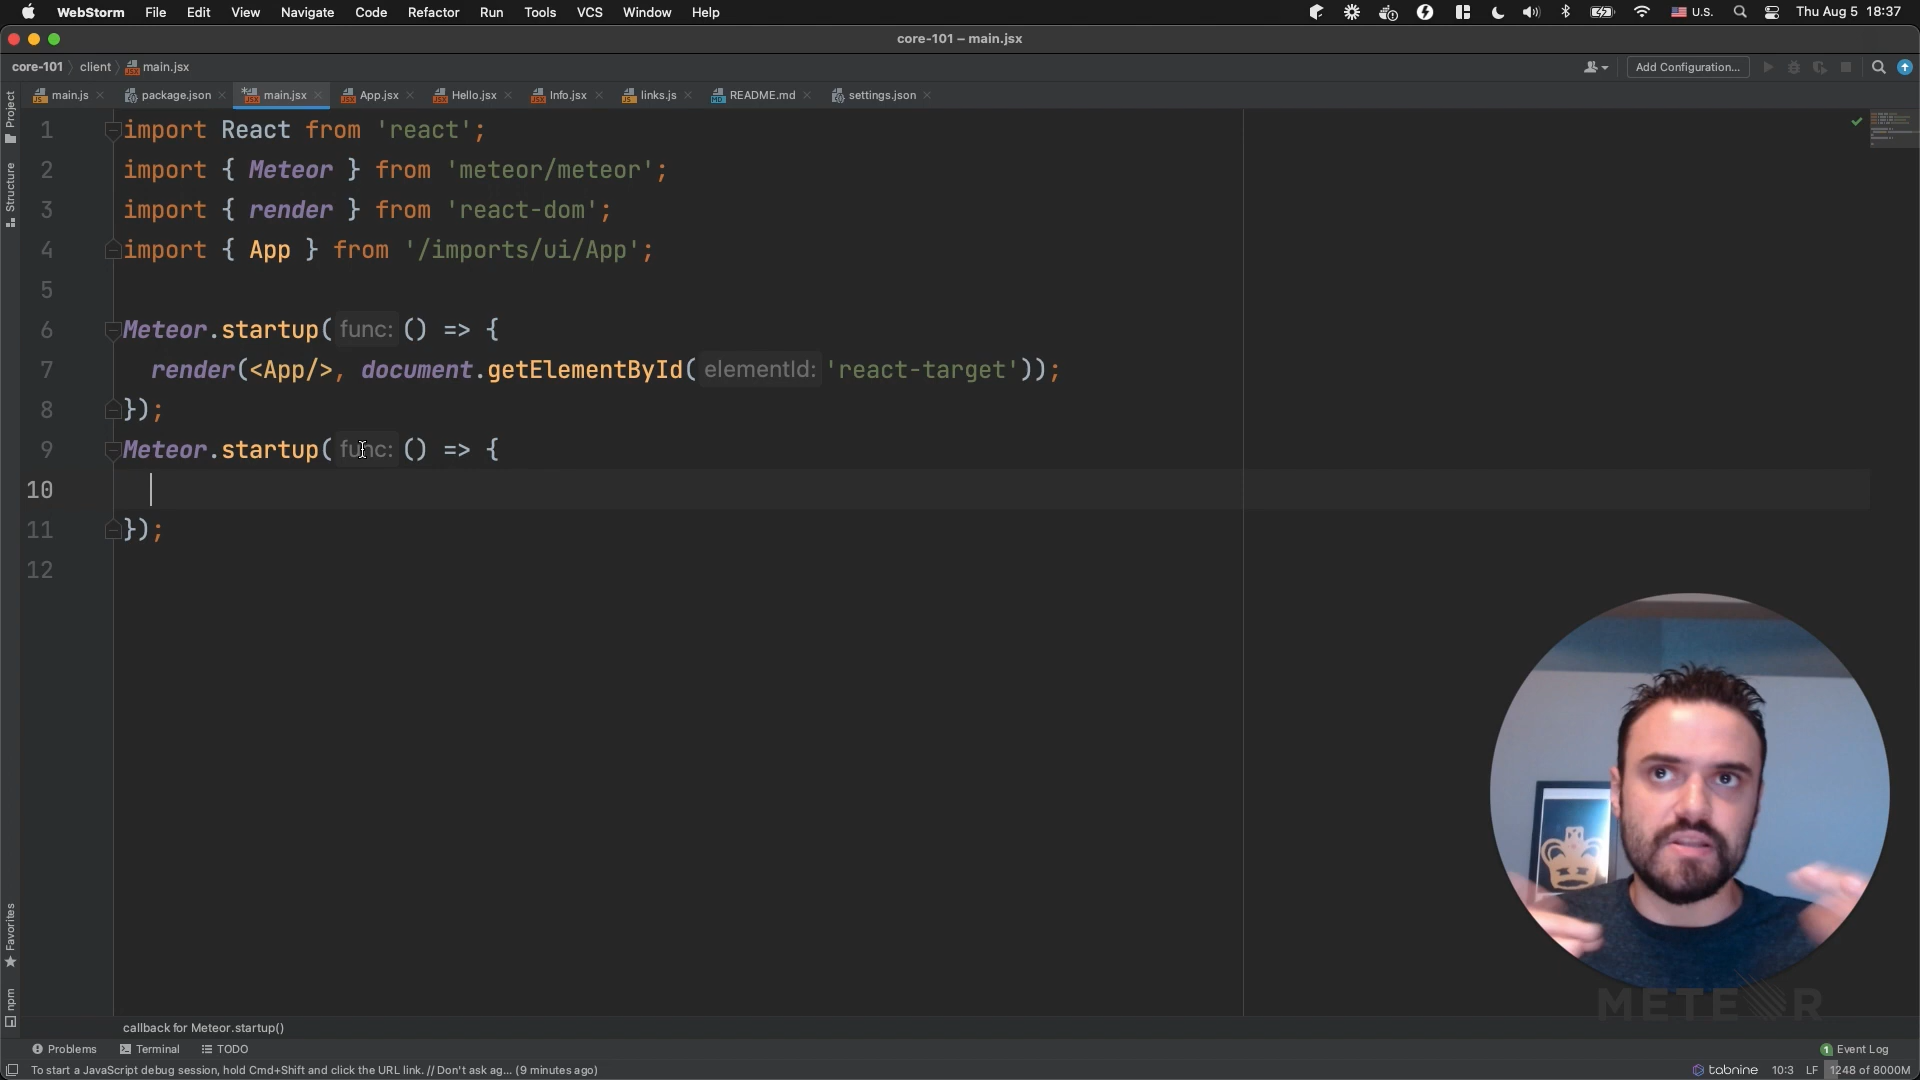 WebStorm File Edit View Navigate Code Refactor Run Tools VCS Window Help U.S. Thu Aug 5 18:37
core-101 – main.jsx
core-101 client main.jsx Add Configuration...
main.js package.json main.jsx App.jsx Hello.jsx Info.jsx links.js README.md settings.json
Project
Structure
Favorites
npm
1 import React from 'react';
2 import { Meteor } from 'meteor/meteor';
3 import { render } from 'react-dom';
4 import { App } from '/imports/ui/App';
5
6 Meteor.startup( func: () => {
7 render(<App/>, document.getElementById( elementId: 'react-target'));
8 });
9 Meteor.startup( func: () => {
10
11 });
12
METEOR
callback for Meteor.startup()
Problems Terminal TODO 1 Event Log
To start a JavaScript debug session, hold Cmd+Shift and click the URL link. // Don't ask ag... (9 minutes ago) tabnine 10:3 LF 1248 of 8000M